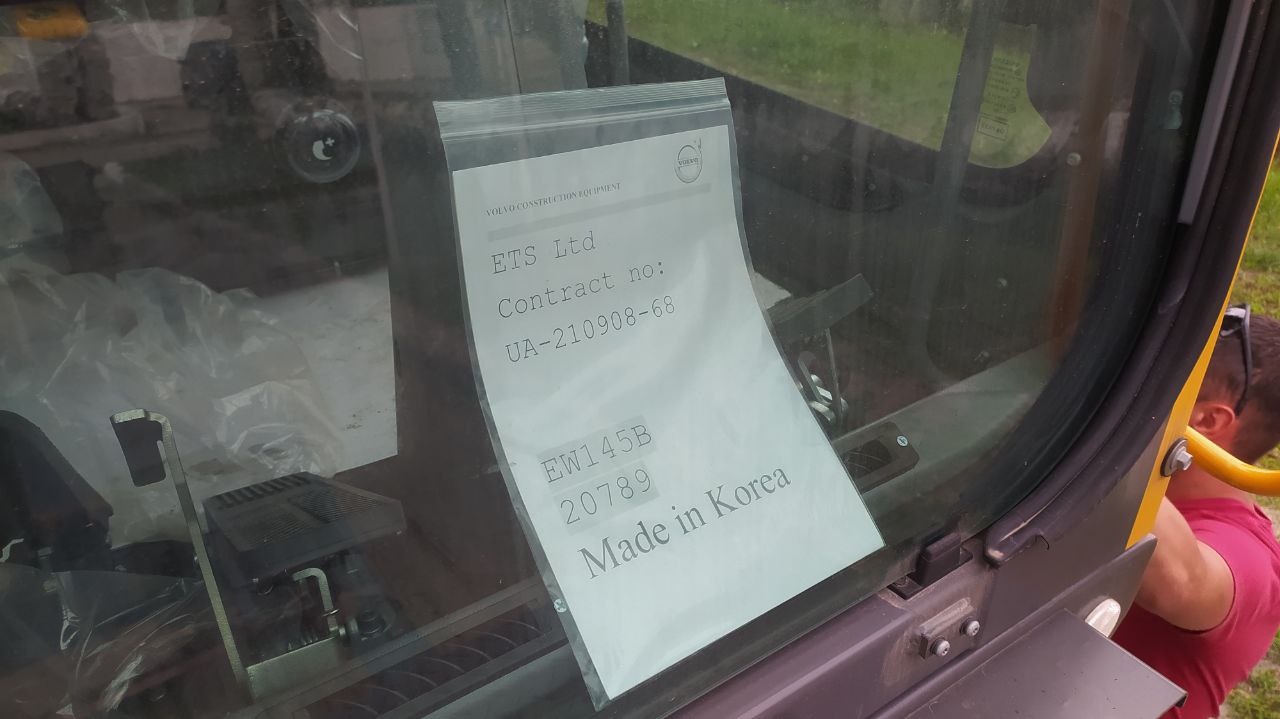 VOLVO
VOLVO CONSTRUCTION EQUIPMENT
ETS Ltd
Contract no:
UA-210908-68
EW145B
20789
Made in Korea